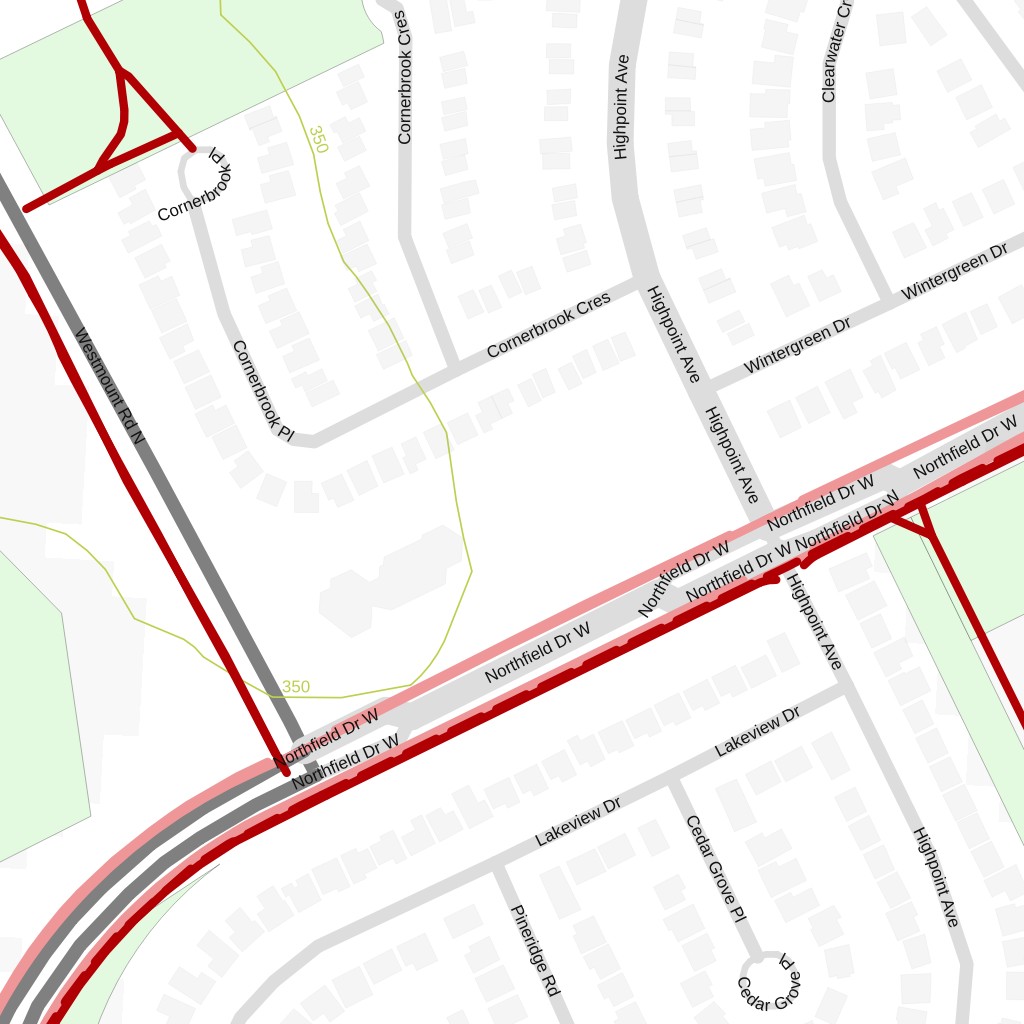 Cornerbrook Cres
Highpoint Ave
Clearwater Cr
350
Cornerbrook Pl
Wintergreen Dr
Cornerbrook Cres
Highpoint Ave
Wintergreen Dr
Westmount Rd N
Cornerbrook Pl
Highpoint Ave
Northfield Dr W
Northfield Dr W
Northfield Dr W
Northfield Dr W
Northfield Dr W
Northfield Dr W
Highpoint Ave
350
Northfield Dr W
Northfield Dr W
Lakeview Dr
Lakeview Dr
Cedar Grove Pl
Highpoint Ave
Pineridge Rd
Cedar Grove Pl